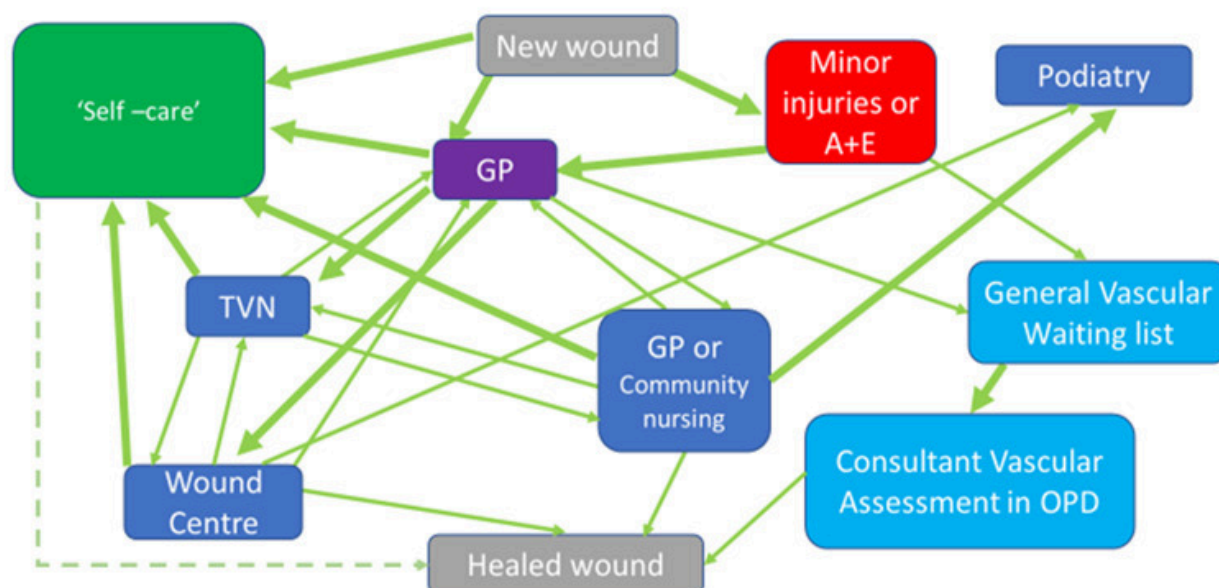 New wound
Minor
injuries or
A+E
Podiatry
‘Self –care’
GP
TVN
GP or
Community
nursing
General Vascular
Waiting list
Wound
Centre
Consultant Vascular
Assessment in OPD
Healed wound